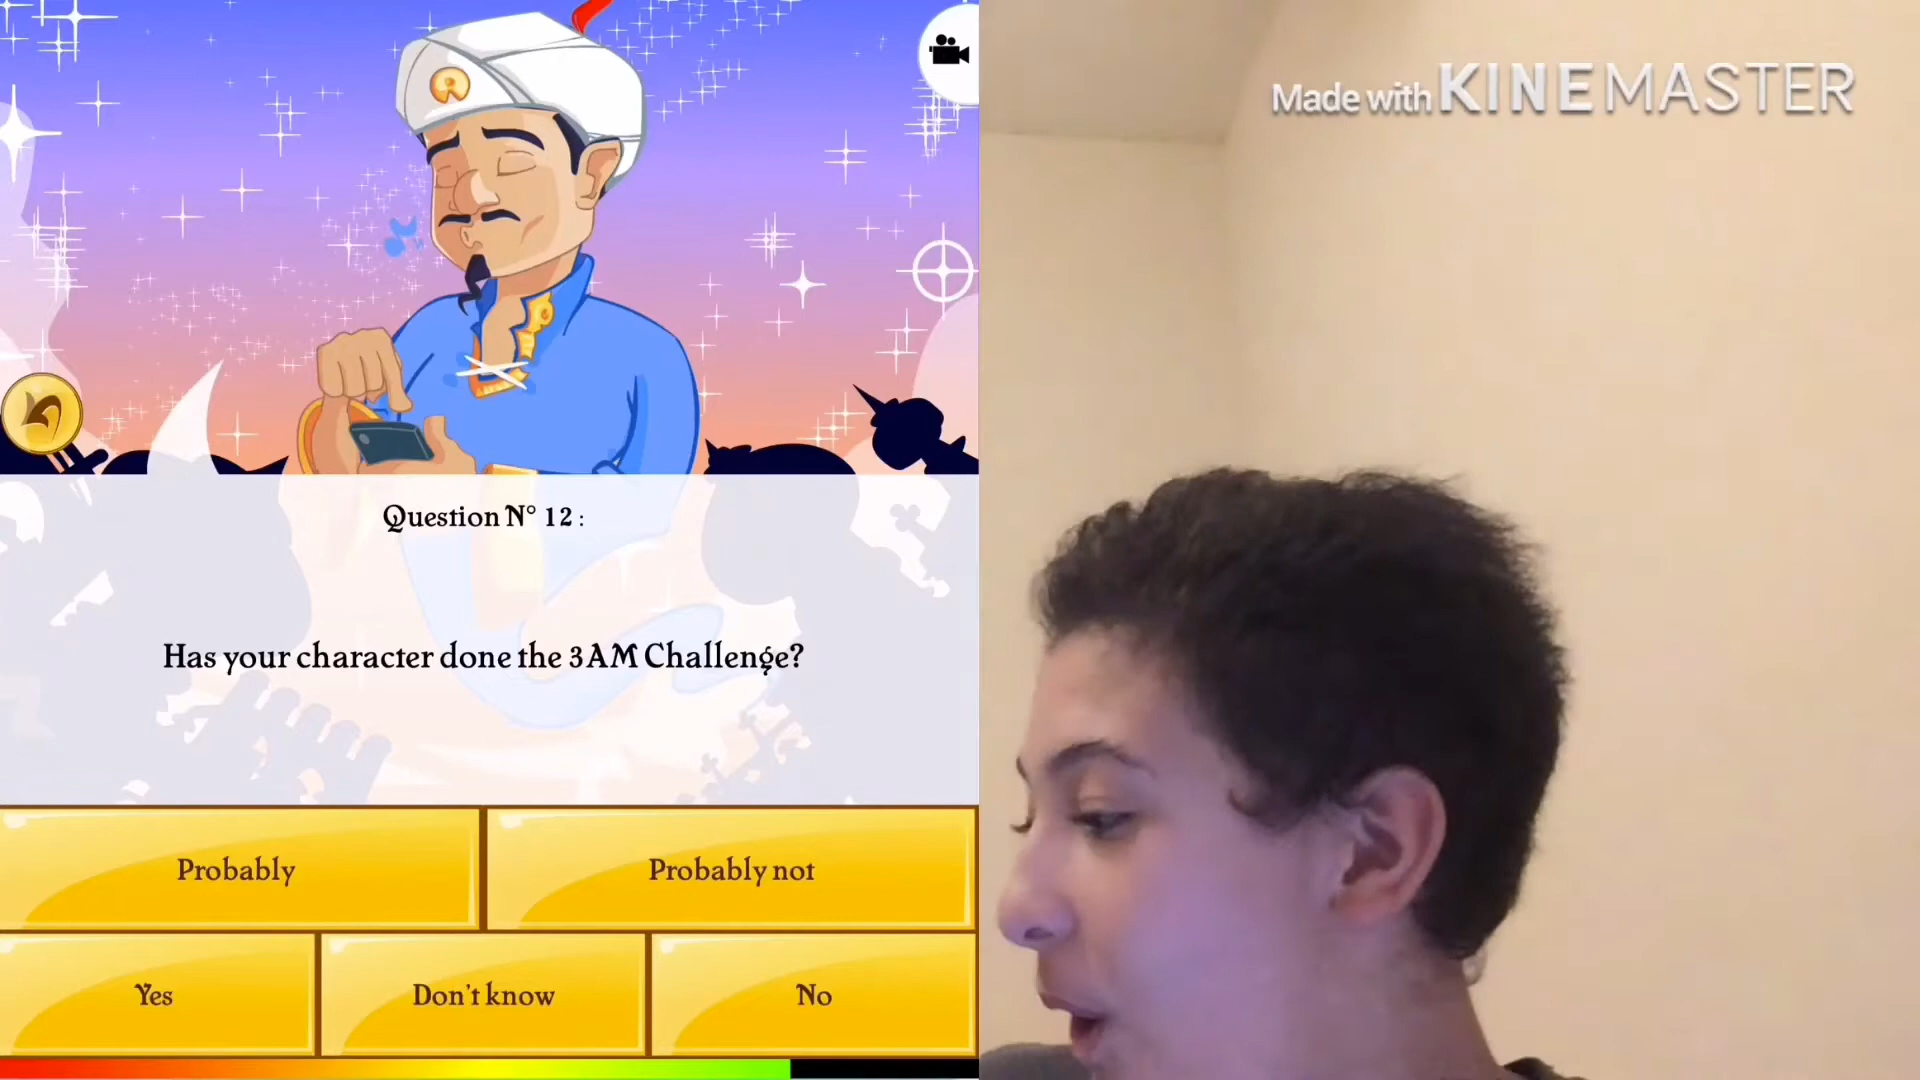 Made with KINEMASTER
Question N° 12 :
Has your character done the 3AM Challenge?
Probably
Probably not
Yes
Don't know
No